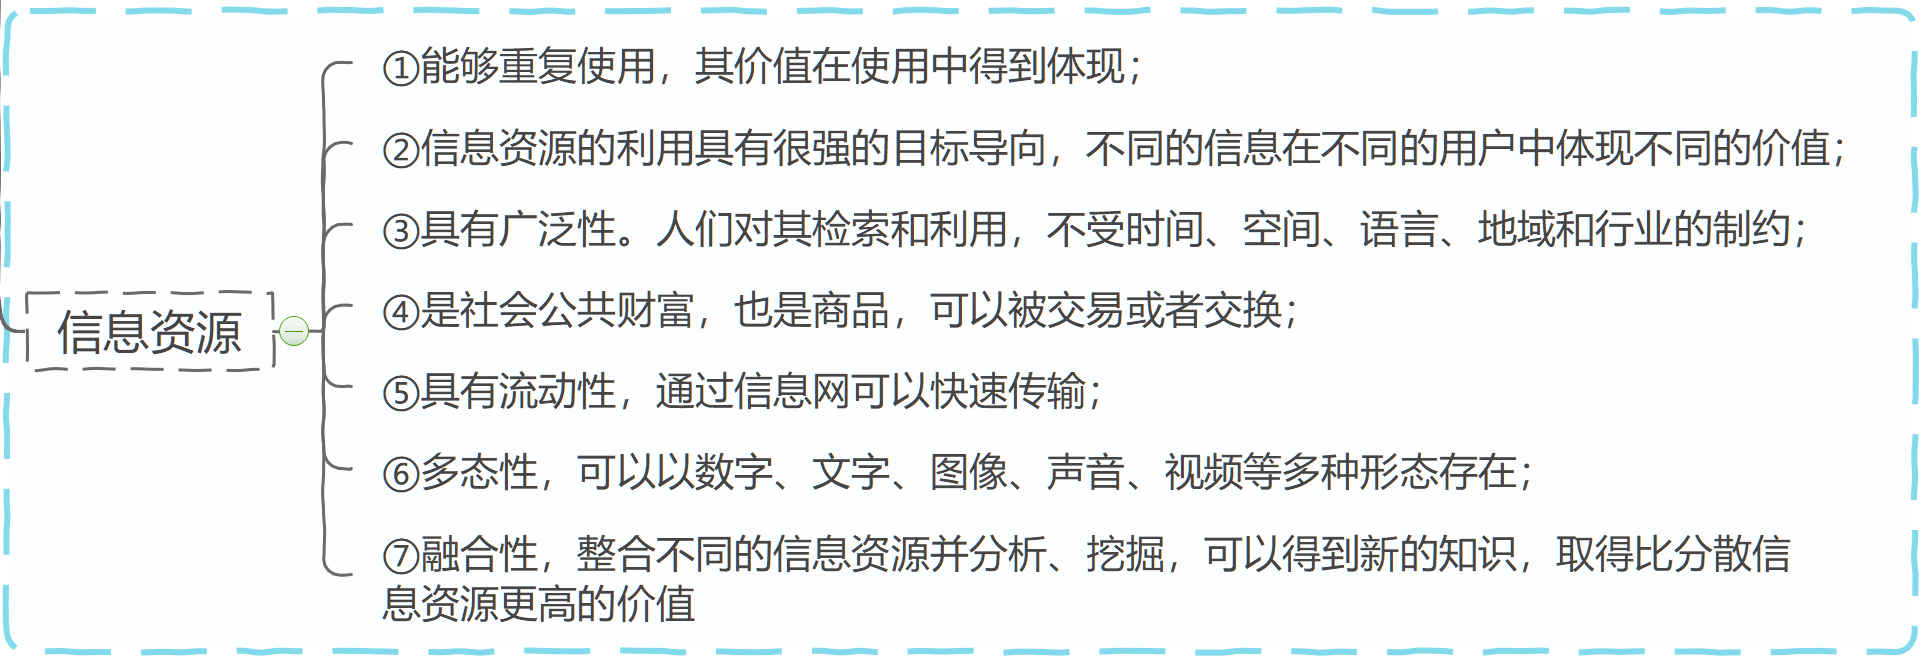 信息资源
①能够重复使用，其价值在使用中得到体现；
②信息资源的利用具有很强的目标导向，不同的信息在不同的用户中体现不同的价值；
③具有广泛性。人们对其检索和利用，不受时间、空间、语言、地域和行业的制约；
④是社会公共财富，也是商品，可以被交易或者交换；
⑤具有流动性，通过信息网可以快速传输；
⑥多态性，可以以数字、文字、图像、声音、视频等多种形态存在；
⑦融合性，整合不同的信息资源并分析、挖掘，可以得到新的知识，取得比分散信
息资源更高的价值